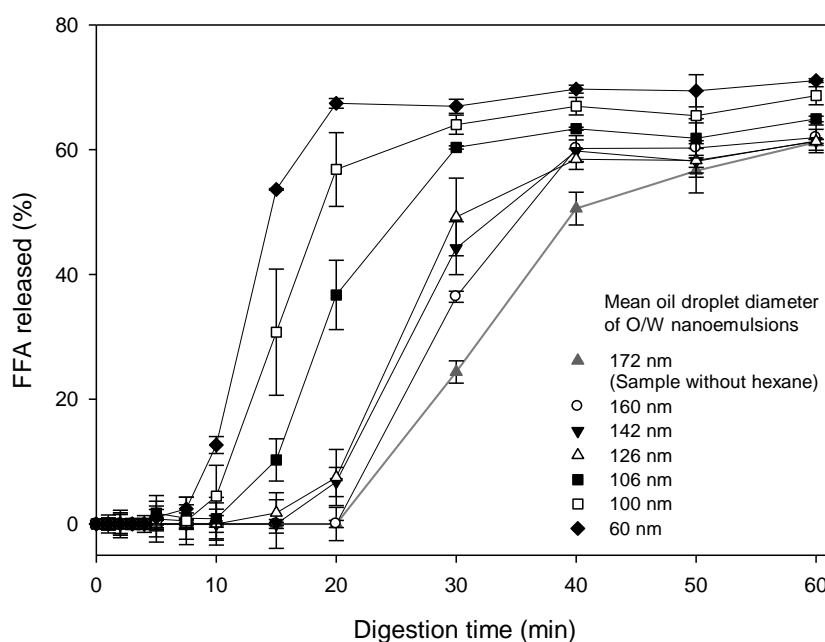 80
60
40
20
0
FFA released (%)
Mean oil droplet diameter
of O/W nanoemulsions
172 nm
(Sample without hexane)
160 nm
142 nm
126 nm
106 nm
100 nm
60 nm
0 10 20 30 40 50 60
Digestion time (min)